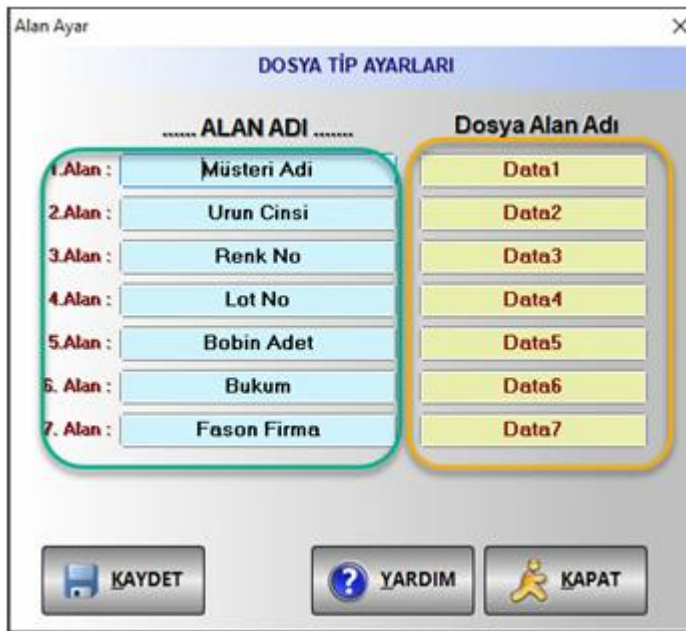 Alan Ayar
DOSYA TİP AYARLARI
...... ALAN ADI ....... Dosya Alan Adı
1.Alan : Müsteri Adi Data1
2.Alan : Urun Cinsi Data2
3.Alan : Renk No Data3
4.Alan : Lot No Data4
5.Alan : Bobin Adet Data5
6. Alan : Bukum Data6
7. Alan : Fason Firma Data7
KAYDET YARDIM KAPAT